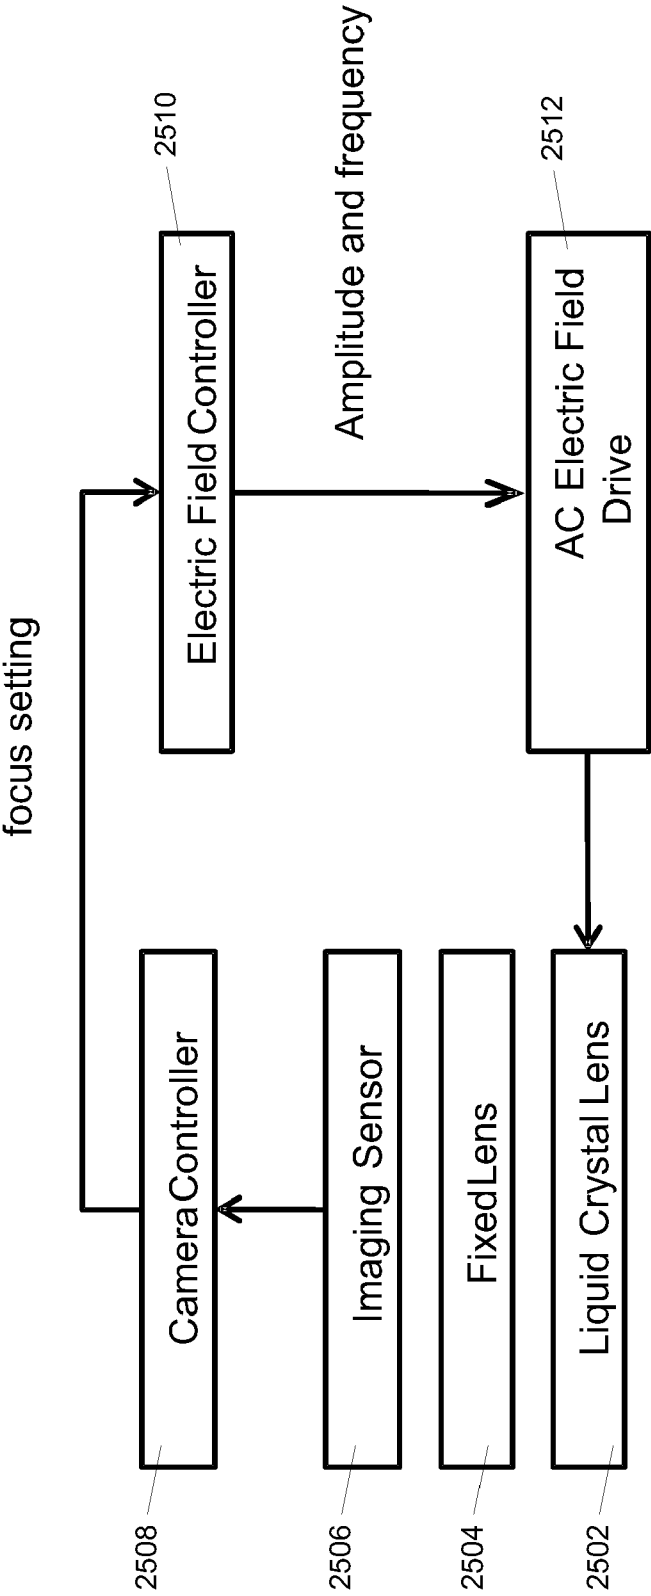 focus setting
2508
Camera Controller
Electric Field Controller
2510
Amplitude and frequency
2506
Imaging Sensor
2504
Fixed Lens
2502
Liquid Crystal Lens
AC Electric Field
Drive
2512